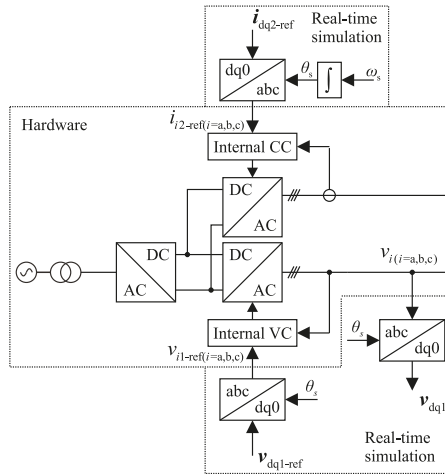 i_dq2-ref
Real-time
simulation
dq0
abc
θ_s
∫
ω_s
i_i2-ref(i=a,b,c)
Hardware
Internal CC
DC
AC
DC
AC
DC
AC
v_i(i=a,b,c)
Internal VC
v_i1-ref(i=a,b,c)
θ_s
abc
dq0
abc
dq0
θ_s
v_dq1
v_dq1-ref
Real-time
simulation